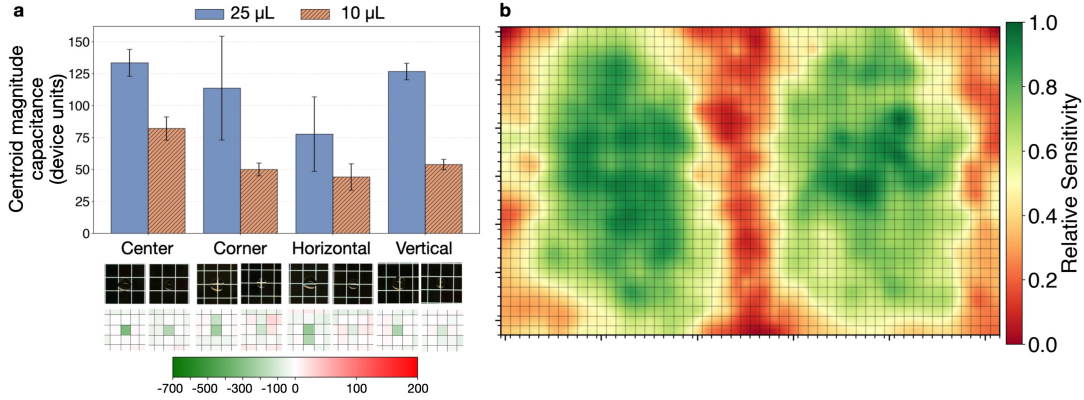 a
25 µL
10 µL
Centroid magnitude
capacitance
(device units)
150
125
100
75
50
25
0
Center
Corner
Horizontal
Vertical
-700
-500
-300
-100
0
100
200
b
1.0
0.8
0.6
0.4
0.2
0.0
Relative Sensitivity